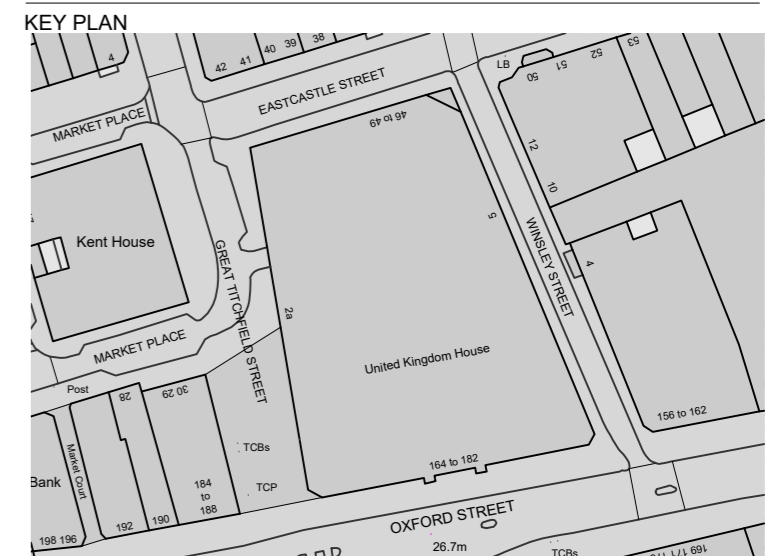 KEY PLAN
4
42 41 40 39 38
LB
50 51 52 53
EASTCASTLE STREET
MARKET PLACE
46 to 49
12
10
5
Kent House
GREAT TITCHFIELD STREET
WINSLEY STREET
4
2a
MARKET PLACE
United Kingdom House
Post
28
30 29
156 to 162
Market Court
TCBs
Bank
184
to
188
TCP
164 to 182
198 196
192
190
OXFORD STREET
26.7m
TCBs